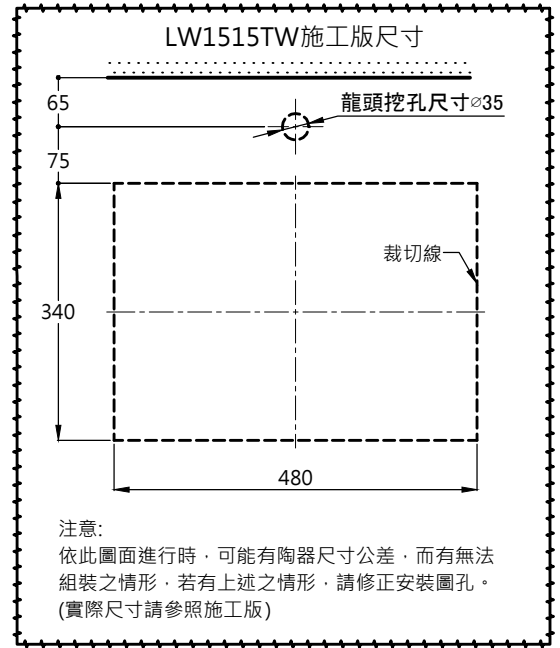 LW1515TW施工版尺寸
65
龍頭挖孔尺寸∅35
75
裁切線
340
480
注意:
依此圖面進行時，可能有陶器尺寸公差，而有無法
組裝之情形，若有上述之情形，請修正安裝圖孔。
(實際尺寸請參照施工版)